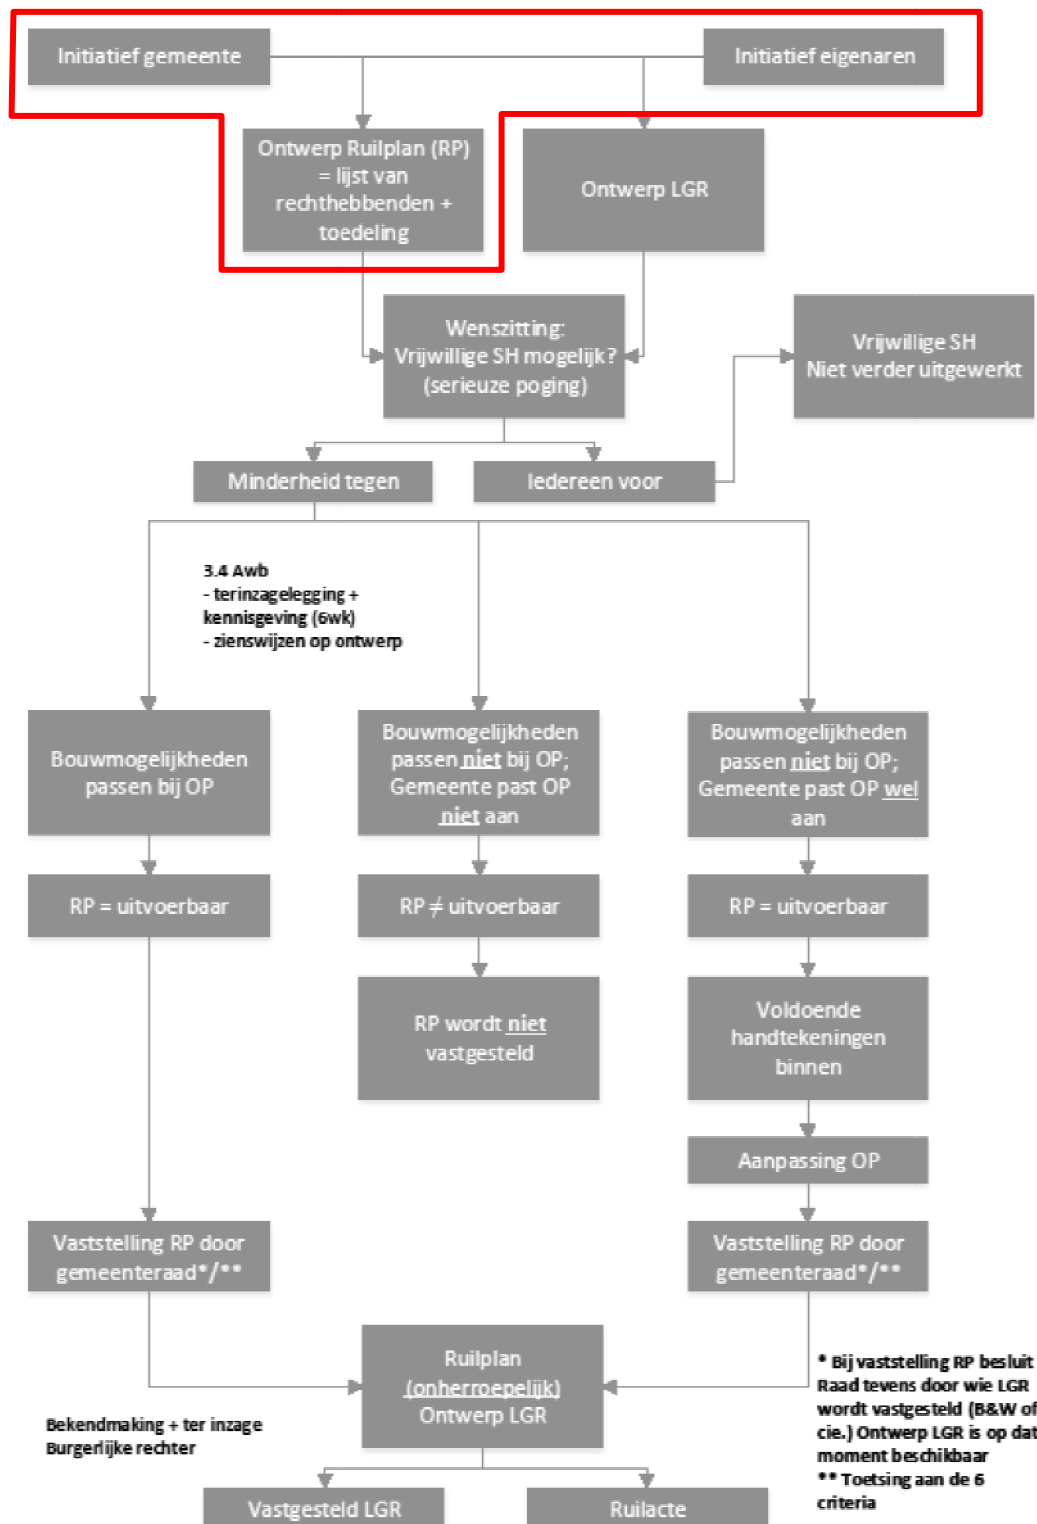 Initiatief gemeente
Initiatief eigenaren
Ontwerp Ruilplan (RP)
= lijst van
rechthebbenden +
toedeling
Ontwerp LGR
Wenszitting:
Vrijwillige SH mogelijk?
(serieuze poging)
Vrijwillige SH
Niet verder uitgewerkt
Minderheid tegen
Iedereen voor
3.4 Awb
- terinzagelegging +
kennisgeving (6wk)
- zienswijzen op ontwerp
Bouwmogelijkheden
passen bij OP
Bouwmogelijkheden
passen niet bij OP;
Gemeente past OP
niet aan
Bouwmogelijkheden
passen niet bij OP;
Gemeente past OP wel
aan
RP = uitvoerbaar
RP ≠ uitvoerbaar
RP = uitvoerbaar
RP wordt niet
vastgesteld
Voldoende
handtekeningen
binnen
Aanpassing OP
Vaststelling RP door
gemeenteraad*/**
Vaststelling RP door
gemeenteraad*/**
Ruilplan
(onherroepelijk)
Ontwerp LGR
Bekendmaking + ter inzage
Burgerlijke rechter
* Bij vaststelling RP besluit
Raad tevens door wie LGR
wordt vastgesteld (B&W of
cie.) Ontwerp LGR is op dat
moment beschikbaar
** Toetsing aan de 6
criteria
Vastgesteld LGR
Ruilacte